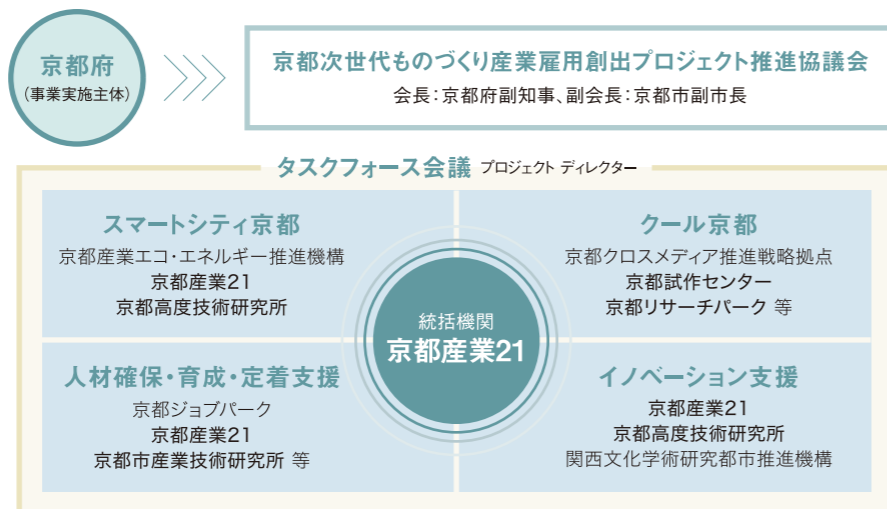 京都府
（事業実施主体）
京都次世代ものづくり産業雇用創出プロジェクト推進協議会
会長：京都府副知事、副会長：京都市副市長
タスクフォース会議 プロジェクト ディレクター
スマートシティ京都
京都産業エコ・エネルギー推進機構
京都産業21
京都高度技術研究所
クール京都
京都クロスメディア推進戦略拠点
京都試作センター
京都リサーチパーク 等
統括機関
京都産業21
人材確保・育成・定着支援
京都ジョブパーク
京都産業21
京都市産業技術研究所 等
イノベーション支援
京都産業21
京都高度技術研究所
関西文化学術研究都市推進機構